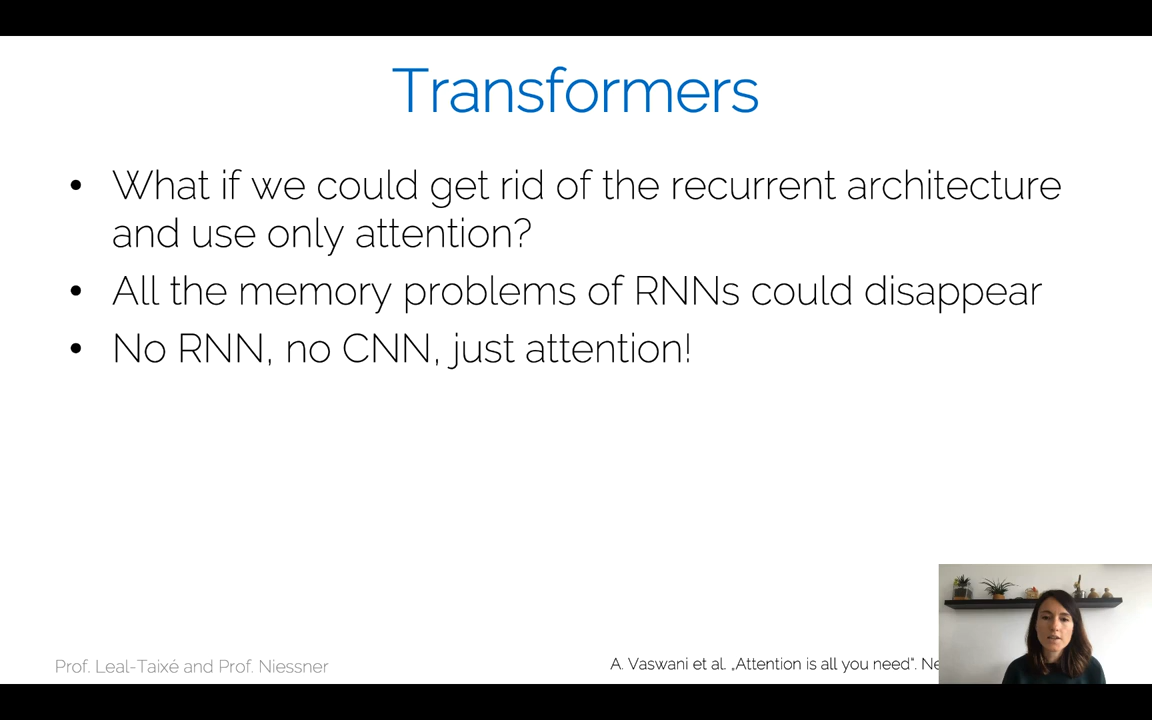 Transformers
• What if we could get rid of the recurrent architecture
and use only attention?
• All the memory problems of RNNs could disappear
• No RNN, no CNN, just attention!
Prof. Leal-Taixé and Prof. Niessner
A. Vaswani et al. „Attention is all you need“.